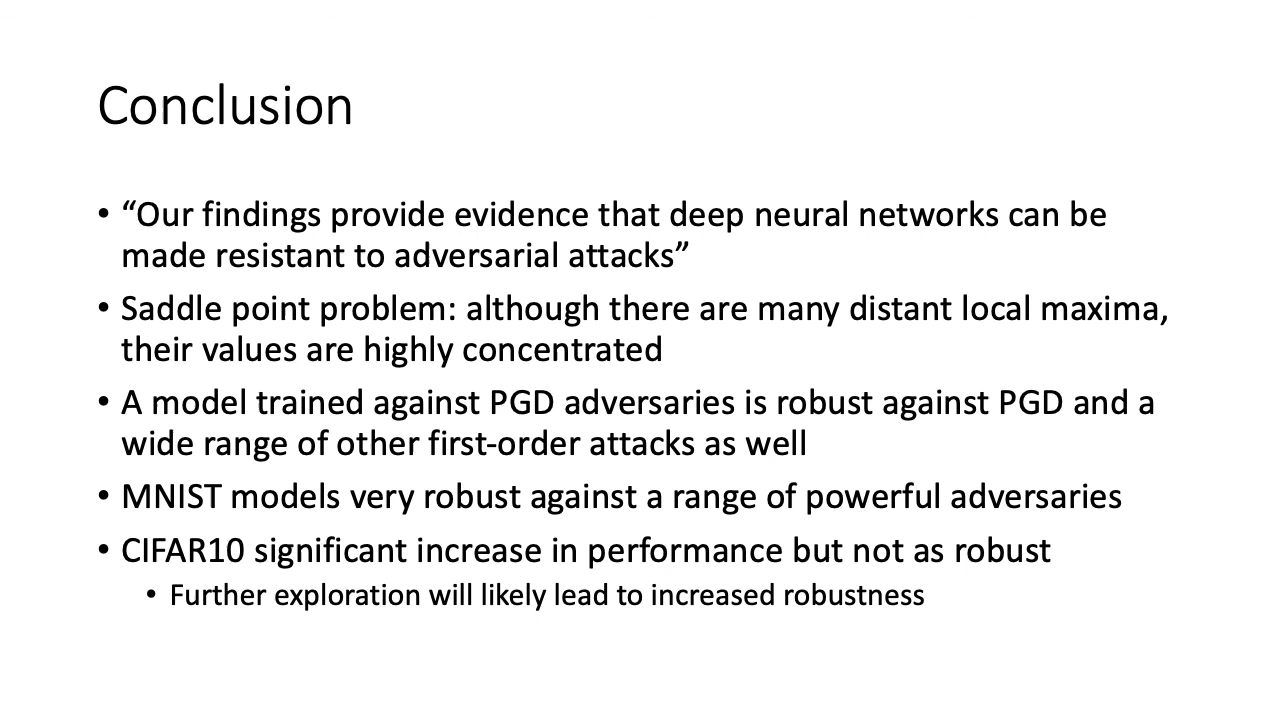 Conclusion
• “Our findings provide evidence that deep neural networks can be
made resistant to adversarial attacks”
• Saddle point problem: although there are many distant local maxima,
their values are highly concentrated
• A model trained against PGD adversaries is robust against PGD and a
wide range of other first-order attacks as well
• MNIST models very robust against a range of powerful adversaries
• CIFAR10 significant increase in performance but not as robust
• Further exploration will likely lead to increased robustness